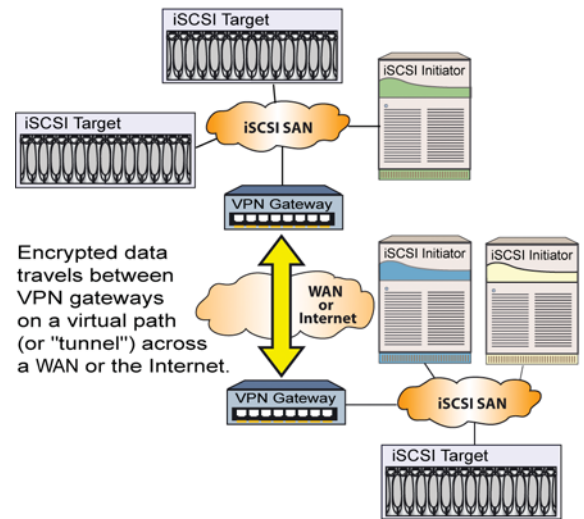 iSCSI Target
iSCSI Target
iSCSI Initiator
iSCSI SAN
VPN Gateway
Encrypted data
travels between
VPN gateways
on a virtual path
(or "tunnel") across
a WAN or the Internet.
WAN
or
Internet
iSCSI Initiator
iSCSI Initiator
VPN Gateway
iSCSI SAN
iSCSI Target